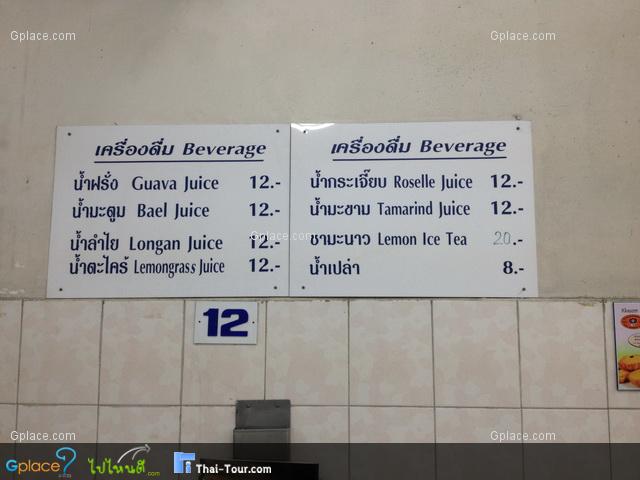 Gplace.com
Gplace.com
เครื่องดื่ม Beverage
น้ำฝรั่ง Guava Juice 12.-
น้ำมะตูม Bael Juice 12.-
น้ำลำไย Longan Juice 12.-
น้ำตะไคร้ Lemongrass Juice 12.-
เครื่องดื่ม Beverage
น้ำกระเจี๊ยบ Roselle Juice 12.-
น้ำมะขาม Tamarind Juice 12.-
ชามะนาว Lemon Ice Tea 20.-
น้ำเปล่า 8.-
Gplace.com
12
Gplace.com
Gplace.com
Gplace?.com ไปไหนดี.com Thai-Tour.com